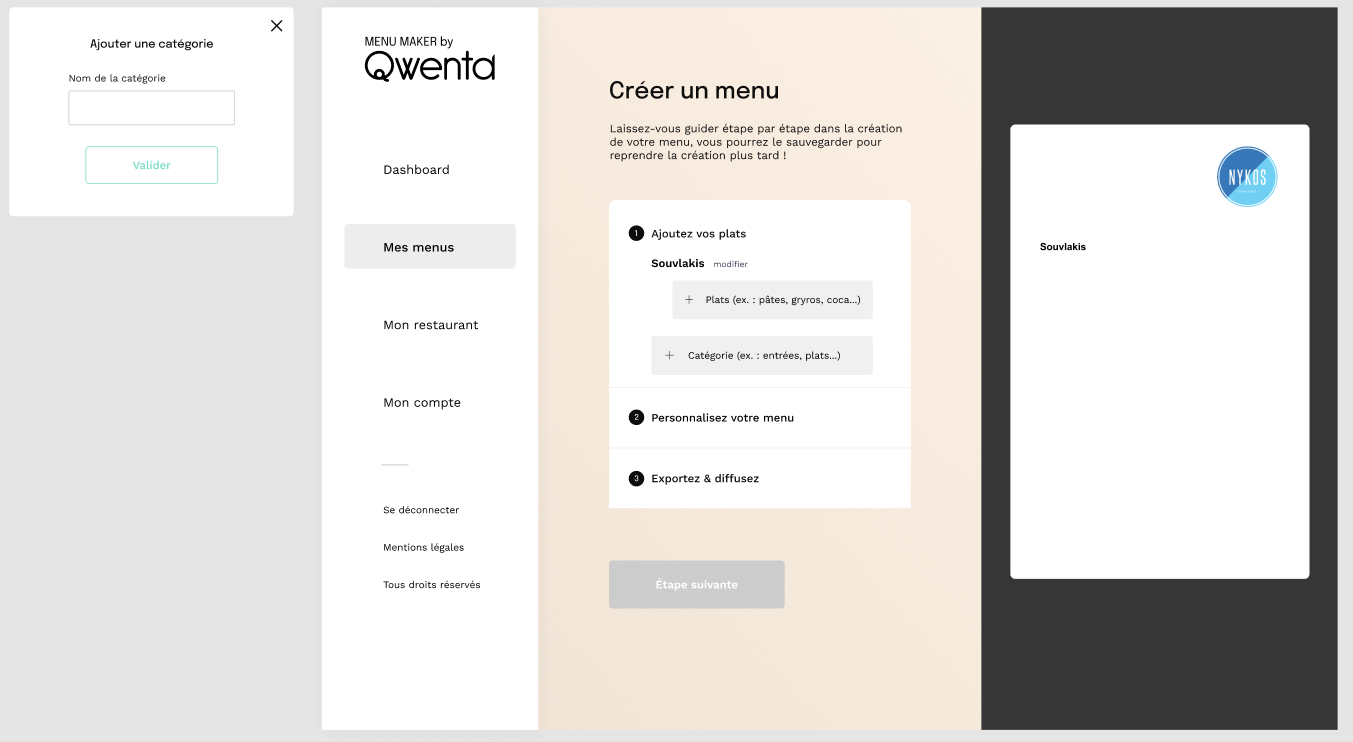 Ajouter une catégorie
Nom de la catégorie
Valider
MENU MAKER by
Qwenta
Dashboard
Mes menus
Mon restaurant
Mon compte
Se déconnecter
Mentions légales
Tous droits réservés
Créer un menu
Laissez-vous guider étape par étape dans la création
de votre menu, vous pourrez le sauvegarder pour
reprendre la création plus tard !
1 Ajoutez vos plats
Souvlakis modifier
+ Plats (ex. : pâtes, gryros, coca...)
+ Catégorie (ex. : entrées, plats...)
2 Personnalisez votre menu
3 Exportez & diffusez
Étape suivante
NYKOS
Souvlakis